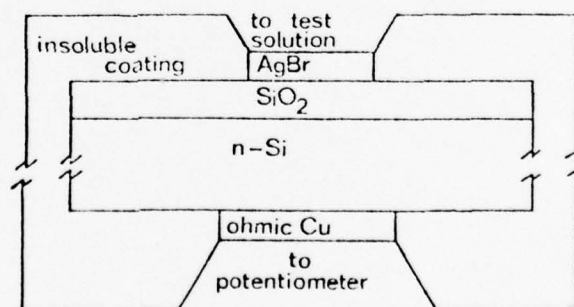 to test
solution
insoluble
coating
AgBr
SiO₂
n-Si
ohmic Cu
to
potentiometer